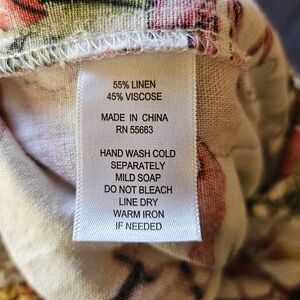 55% LINEN
45% VISCOSE
MADE IN CHINA
RN 55663
HAND WASH COLD
SEPARATELY
MILD SOAP
DO NOT BLEACH
LINE DRY
WARM IRON
IF NEEDED